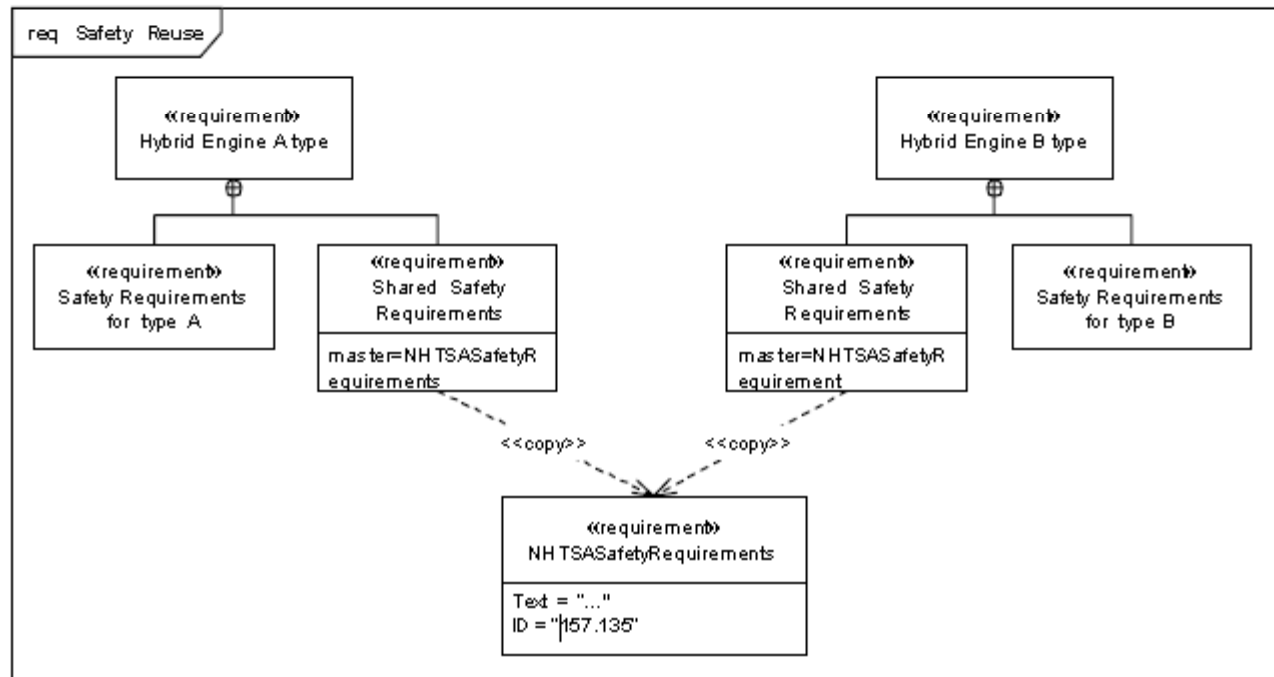 req Safety Reuse
«requirement»
Hybrid Engine A type
«requirement»
Hybrid Engine B type
«requirement»
Safety Requirements
for type A
«requirement»
Shared Safety
Requirements
master=NHTSASafetyR
equirements
«requirement»
Shared Safety
Requirements
master=NHTSASafetyR
equirement
«requirement»
Safety Requirements
for type B
<<copy>>
<<copy>>
«requirement»
NHTSASafetyRequirements
Text = "..."
ID = "157.135"